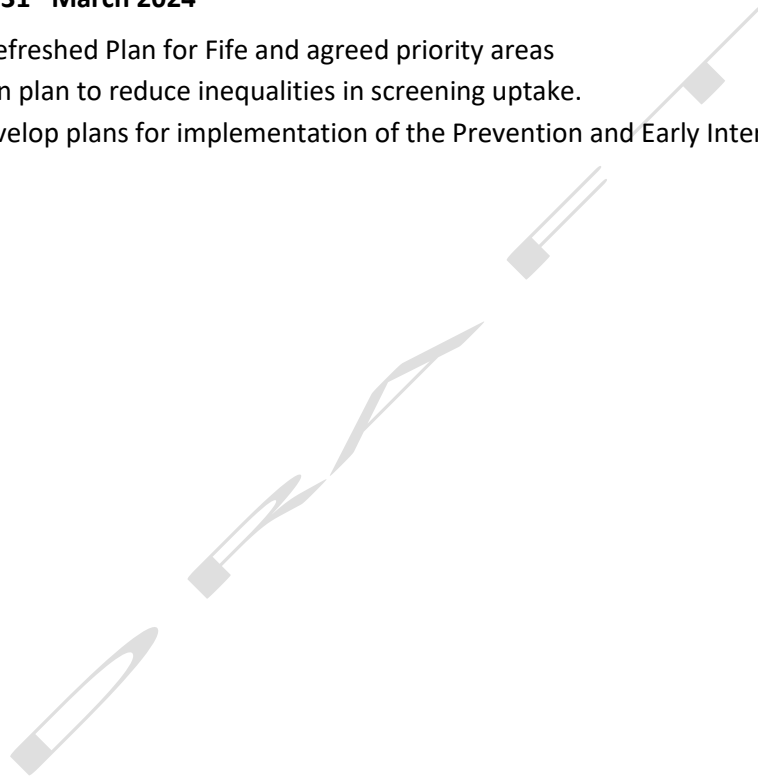 31 March 2024
efreshed Plan for Fife and agreed priority areas
n plan to reduce inequalities in screening uptake.
velop plans for implementation of the Prevention and Early Inter